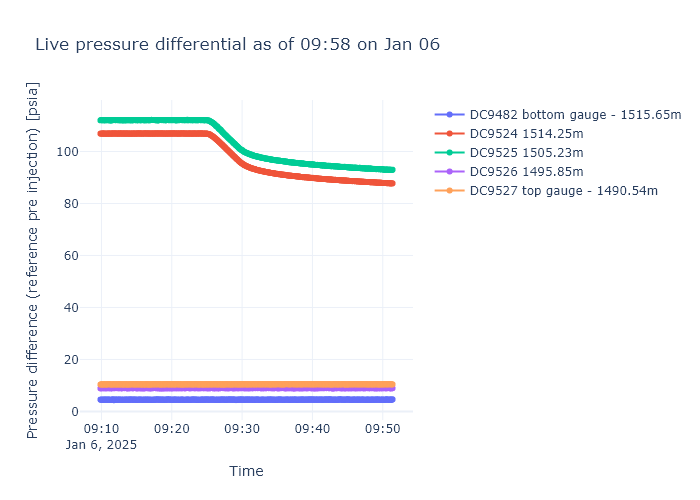 Live pressure differential as of 09:58 on Jan 06
Pressure difference (reference pre injection) [psia]
100
80
60
40
20
0
09:10
Jan 6, 2025
09:20
09:30
09:40
09:50
Time
DC9482 bottom gauge - 1515.65m
DC9524 1514.25m
DC9525 1505.23m
DC9526 1495.85m
DC9527 top gauge - 1490.54m